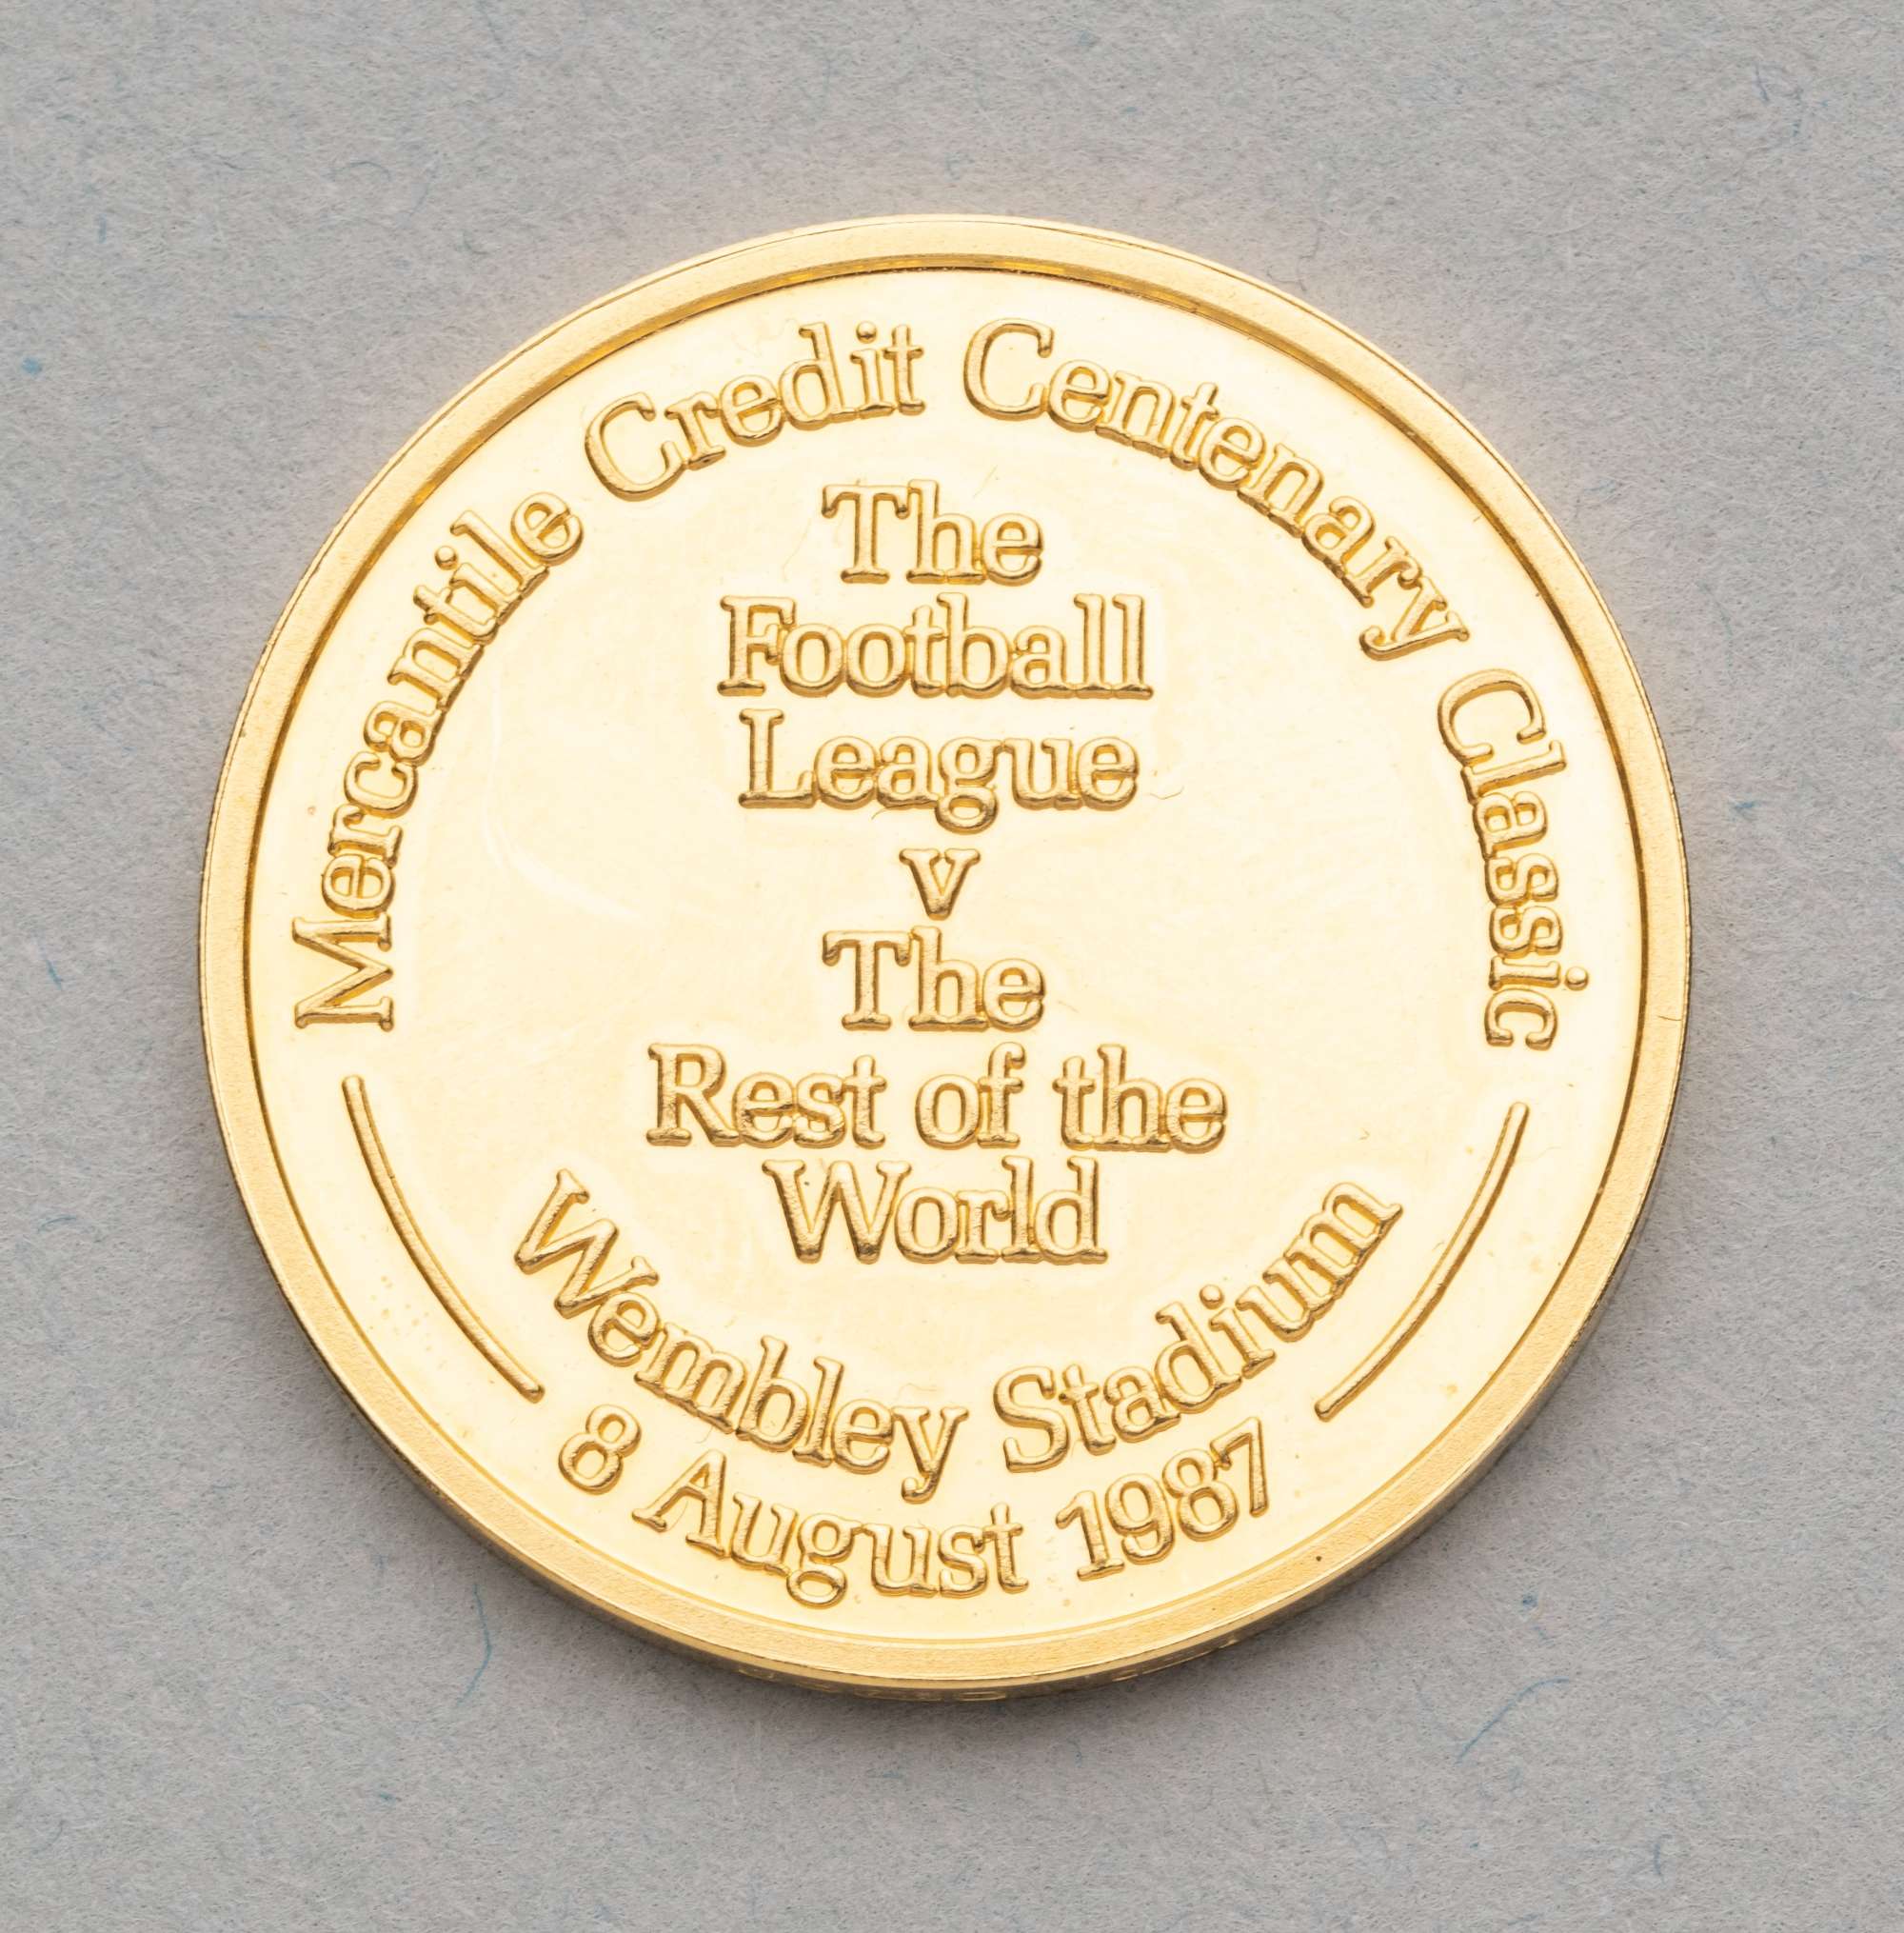 Mercantile Credit Centenary Classic
The
Football
League
v
The
Rest of the
World
Wembley Stadium
8 August 1987